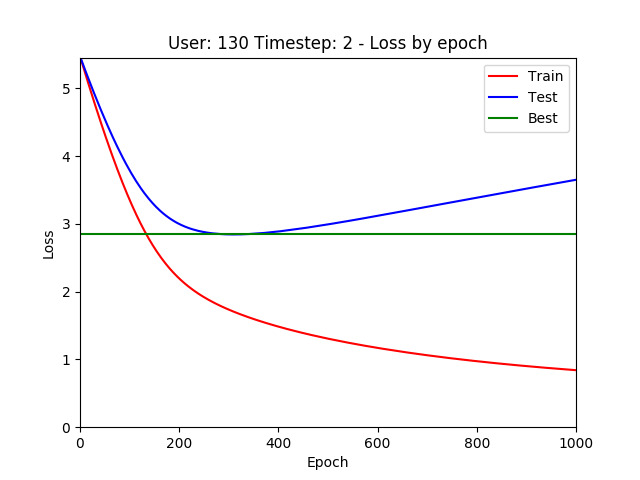 User: 130 Timestep: 2 - Loss by epoch
Train
Test
Best
5
4
3
2
1
0
Loss
0 200 400 600 800 1000
Epoch